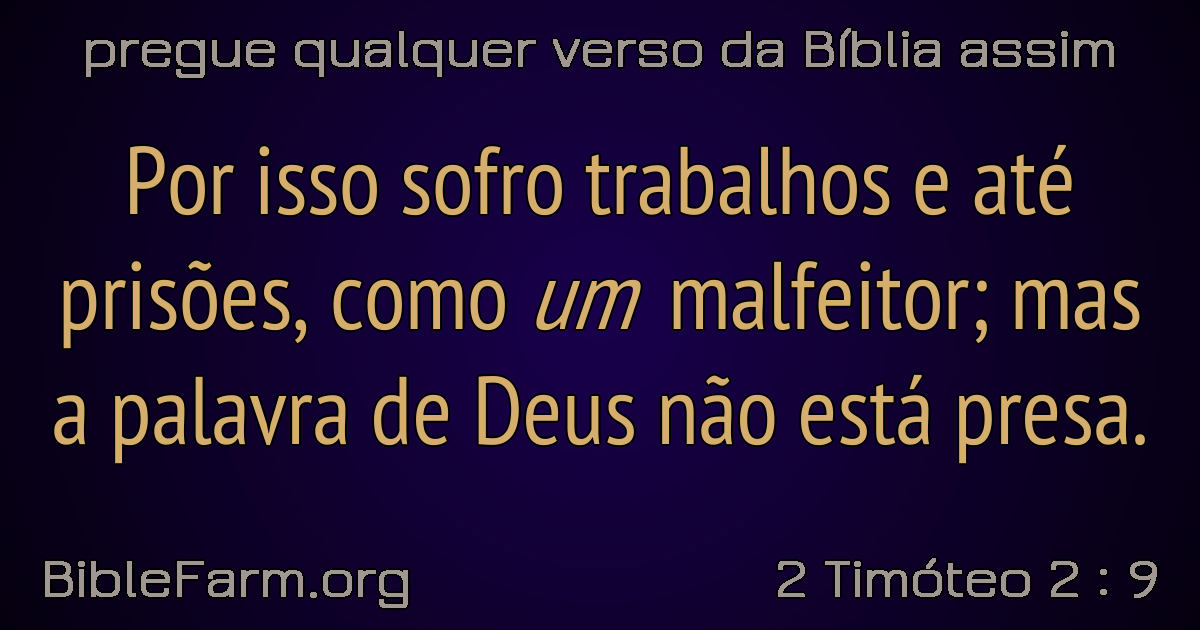 pregue qualquer verso da Bíblia assim
Por isso sofro trabalhos e até
prisões, como um malfeitor; mas
a palavra de Deus não está presa.
BibleFarm.org
2 Timóteo 2 : 9